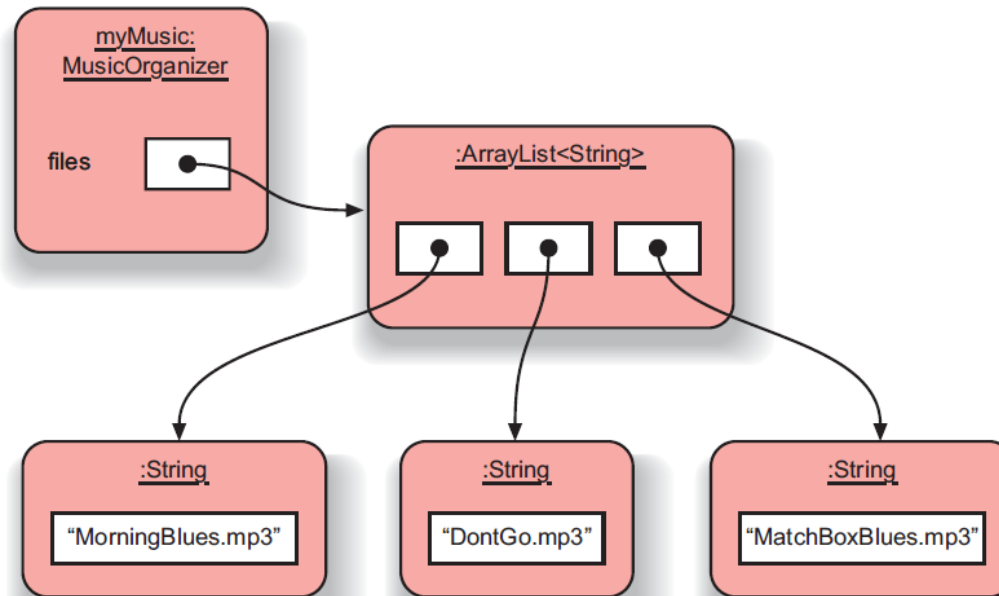 myMusic:
MusicOrganizer
files
:ArrayList<String>
:String
“MorningBlues.mp3”
:String
“DontGo.mp3”
:String
“MatchBoxBlues.mp3”